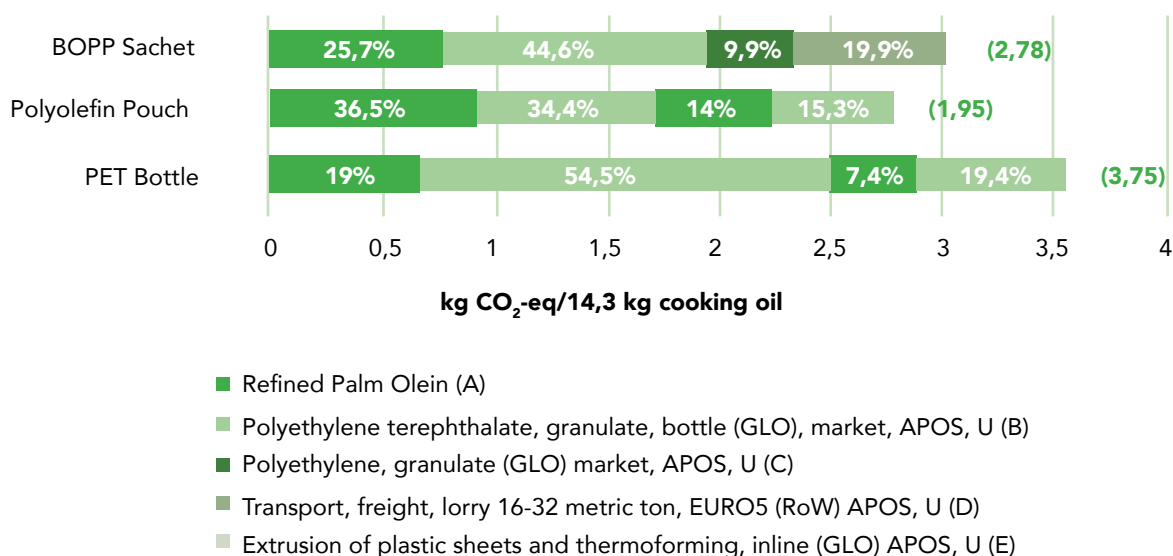 BOPP Sachet 25,7% 44,6% 9,9% 19,9% (2,78)
Polyolefin Pouch 36,5% 34,4% 14% 15,3% (1,95)
PET Bottle 19% 54,5% 7,4% 19,4% (3,75)
0 0,5 1 1,5 2 2,5 3 3,5 4
kg CO₂-eq/14,3 kg cooking oil
Refined Palm Olein (A)
Polyethylene terephthalate, granulate, bottle (GLO), market, APOS, U (B)
Polyethylene, granulate (GLO) market, APOS, U (C)
Transport, freight, lorry 16-32 metric ton, EURO5 (RoW) APOS, U (D)
Extrusion of plastic sheets and thermoforming, inline (GLO) APOS, U (E)